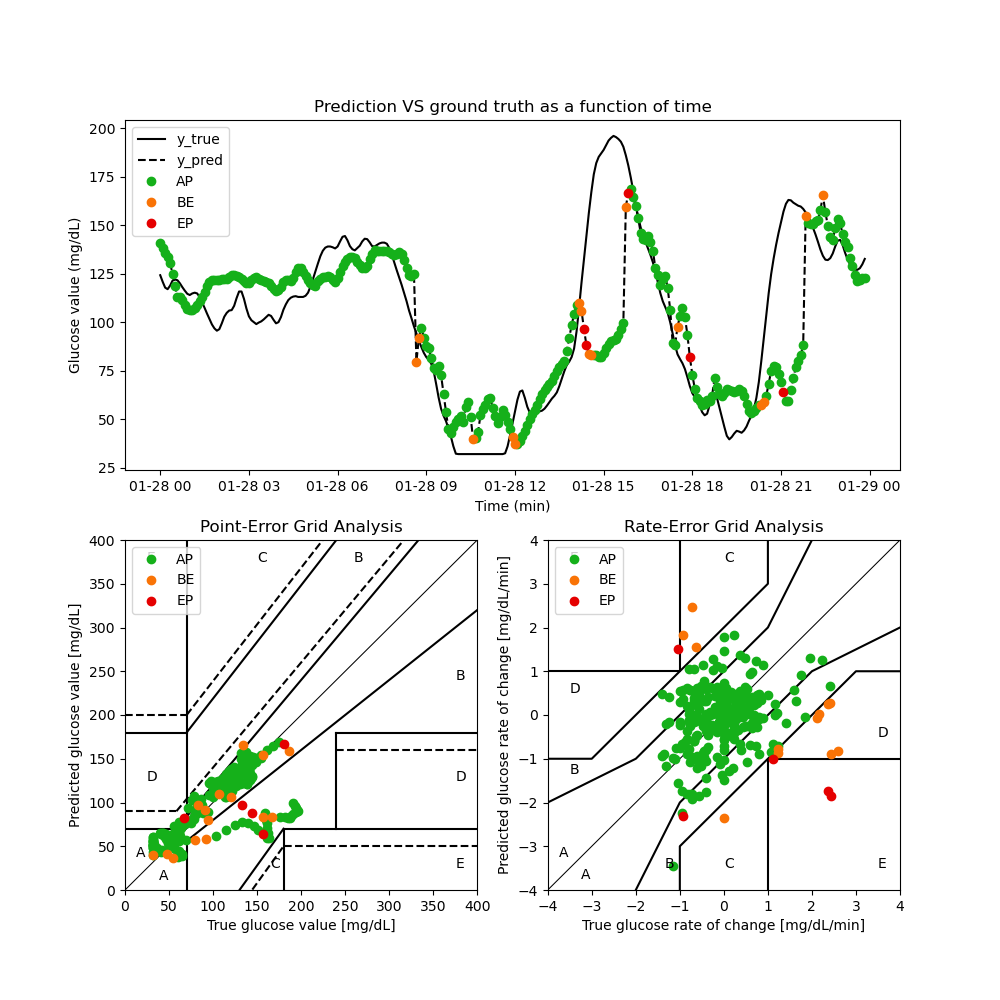 Prediction VS ground truth as a function of time
Glucose value (mg/dL)
200
175
150
125
100
75
50
25
y_true
y_pred
AP
BE
EP
01-28 00 01-28 03 01-28 06 01-28 09 01-28 12 01-28 15 01-28 18 01-28 21 01-29 00
Time (min)
Point-Error Grid Analysis
Predicted glucose value [mg/dL]
400
350
300
250
200
150
100
50
0
AP
BE
EP
C B
B
D D
A
A
C E
0 50 100 150 200 250 300 350 400
True glucose value [mg/dL]
Rate-Error Grid Analysis
Predicted glucose rate of change [mg/dL/min]
4
3
2
1
0
−1
−2
−3
−4
AP
BE
EP
C
D
D
B
A
A
B C E
−4 −3 −2 −1 0 1 2 3 4
True glucose rate of change [mg/dL/min]